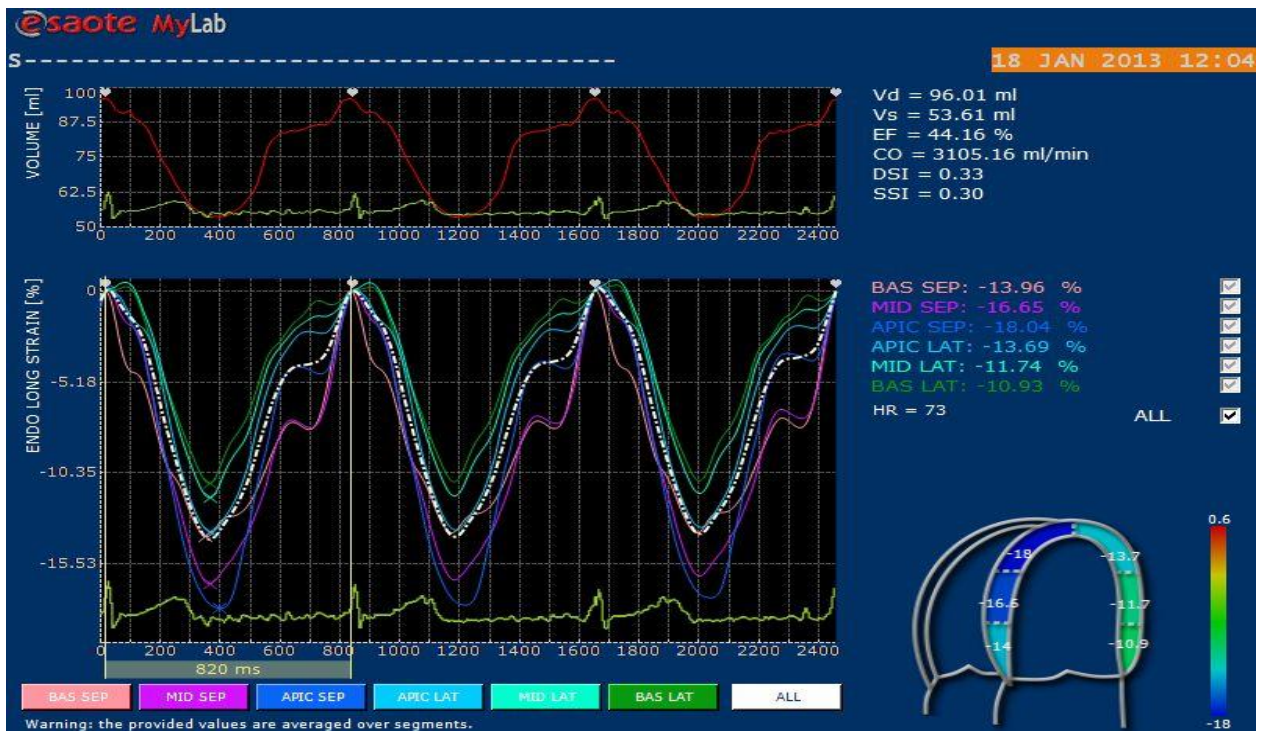 esaote MyLab
S---------------------------------------
18 JAN 2013 12:04
VOLUME [ml]
100
87.5
75
62.5
50
0 200 400 600 800 1000 1200 1400 1600 1800 2000 2200 2400
Vd = 96.01 ml
Vs = 53.61 ml
EF = 44.16 %
CO = 3105.16 ml/min
DSI = 0.33
SSI = 0.30
ENDO LONG STRAIN [%]
0
-5.18
-10.35
-15.53
200 400 600 800 1000 1200 1400 1600 1800 2000 2200 2400
820 ms
BAS SEP: -13.96 %
MID SEP: -16.65 %
APIC SEP: -18.04 %
APIC LAT: -13.69 %
MID LAT: -11.74 %
BAS LAT: -10.93 %
HR = 73
ALL
0.6
-18
-13.7
-16.5
-11.7
-14
-10.9
-18
BAS SEP MID SEP APIC SEP APIC LAT MID LAT BAS LAT ALL
Warning: the provided values are averaged over segments.